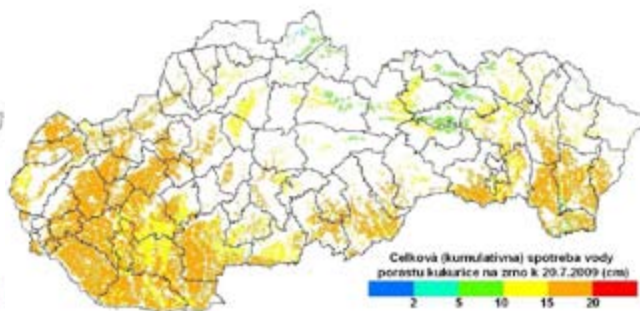 Celková (kumulatívna) spotreba vody
porastu kukurice na zrno k 20.7.2009 (cm)
2 5 10 15 20